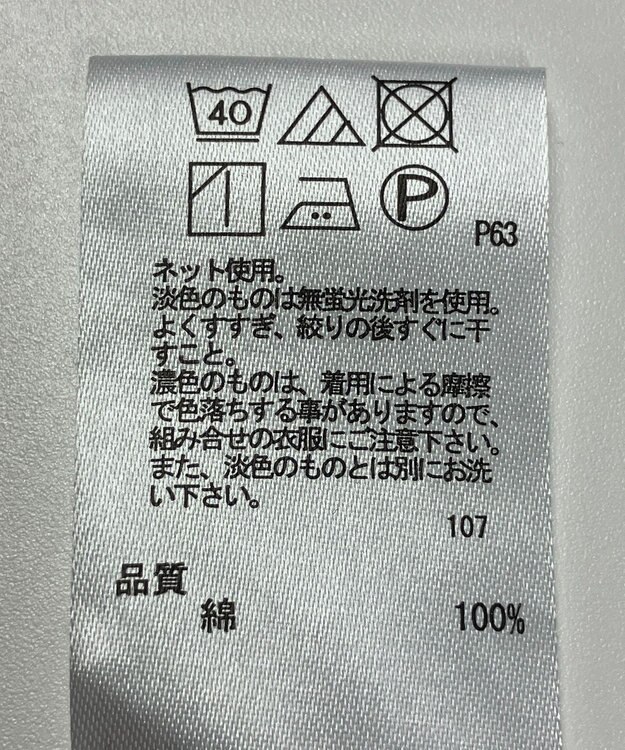 40
P
P63
ネット使用。
淡色のものは無蛍光洗剤を使用。
よくすすぎ、絞りの後すぐに干
すこと。
濃色のものは、着用による摩擦
で色落ちする事がありますので、
組み合せの衣服にご注意下さい。
また、淡色のものとは別にお洗
い下さい。
107
品質
綿 100%